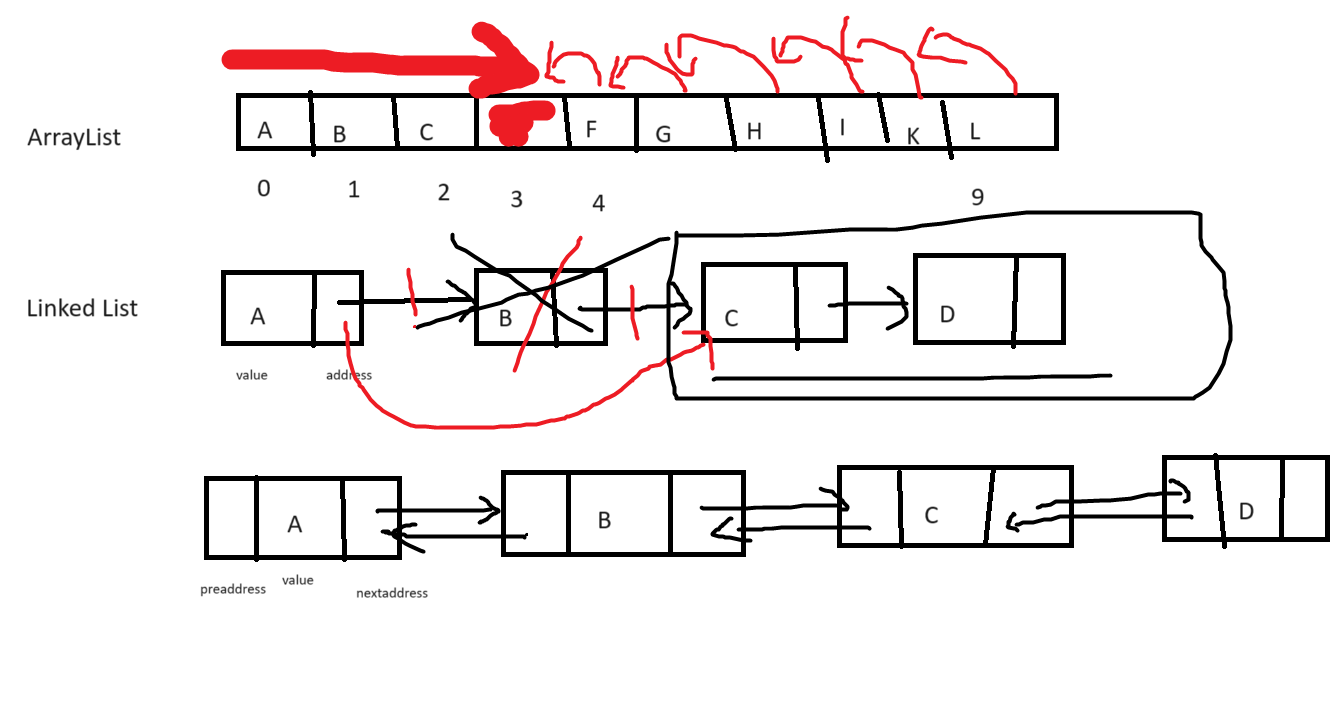 ArrayList
A B C F G H I K L
0 1 2 3 4 9
Linked List
A B C D
value address
A B C D
preaddress value nextaddress